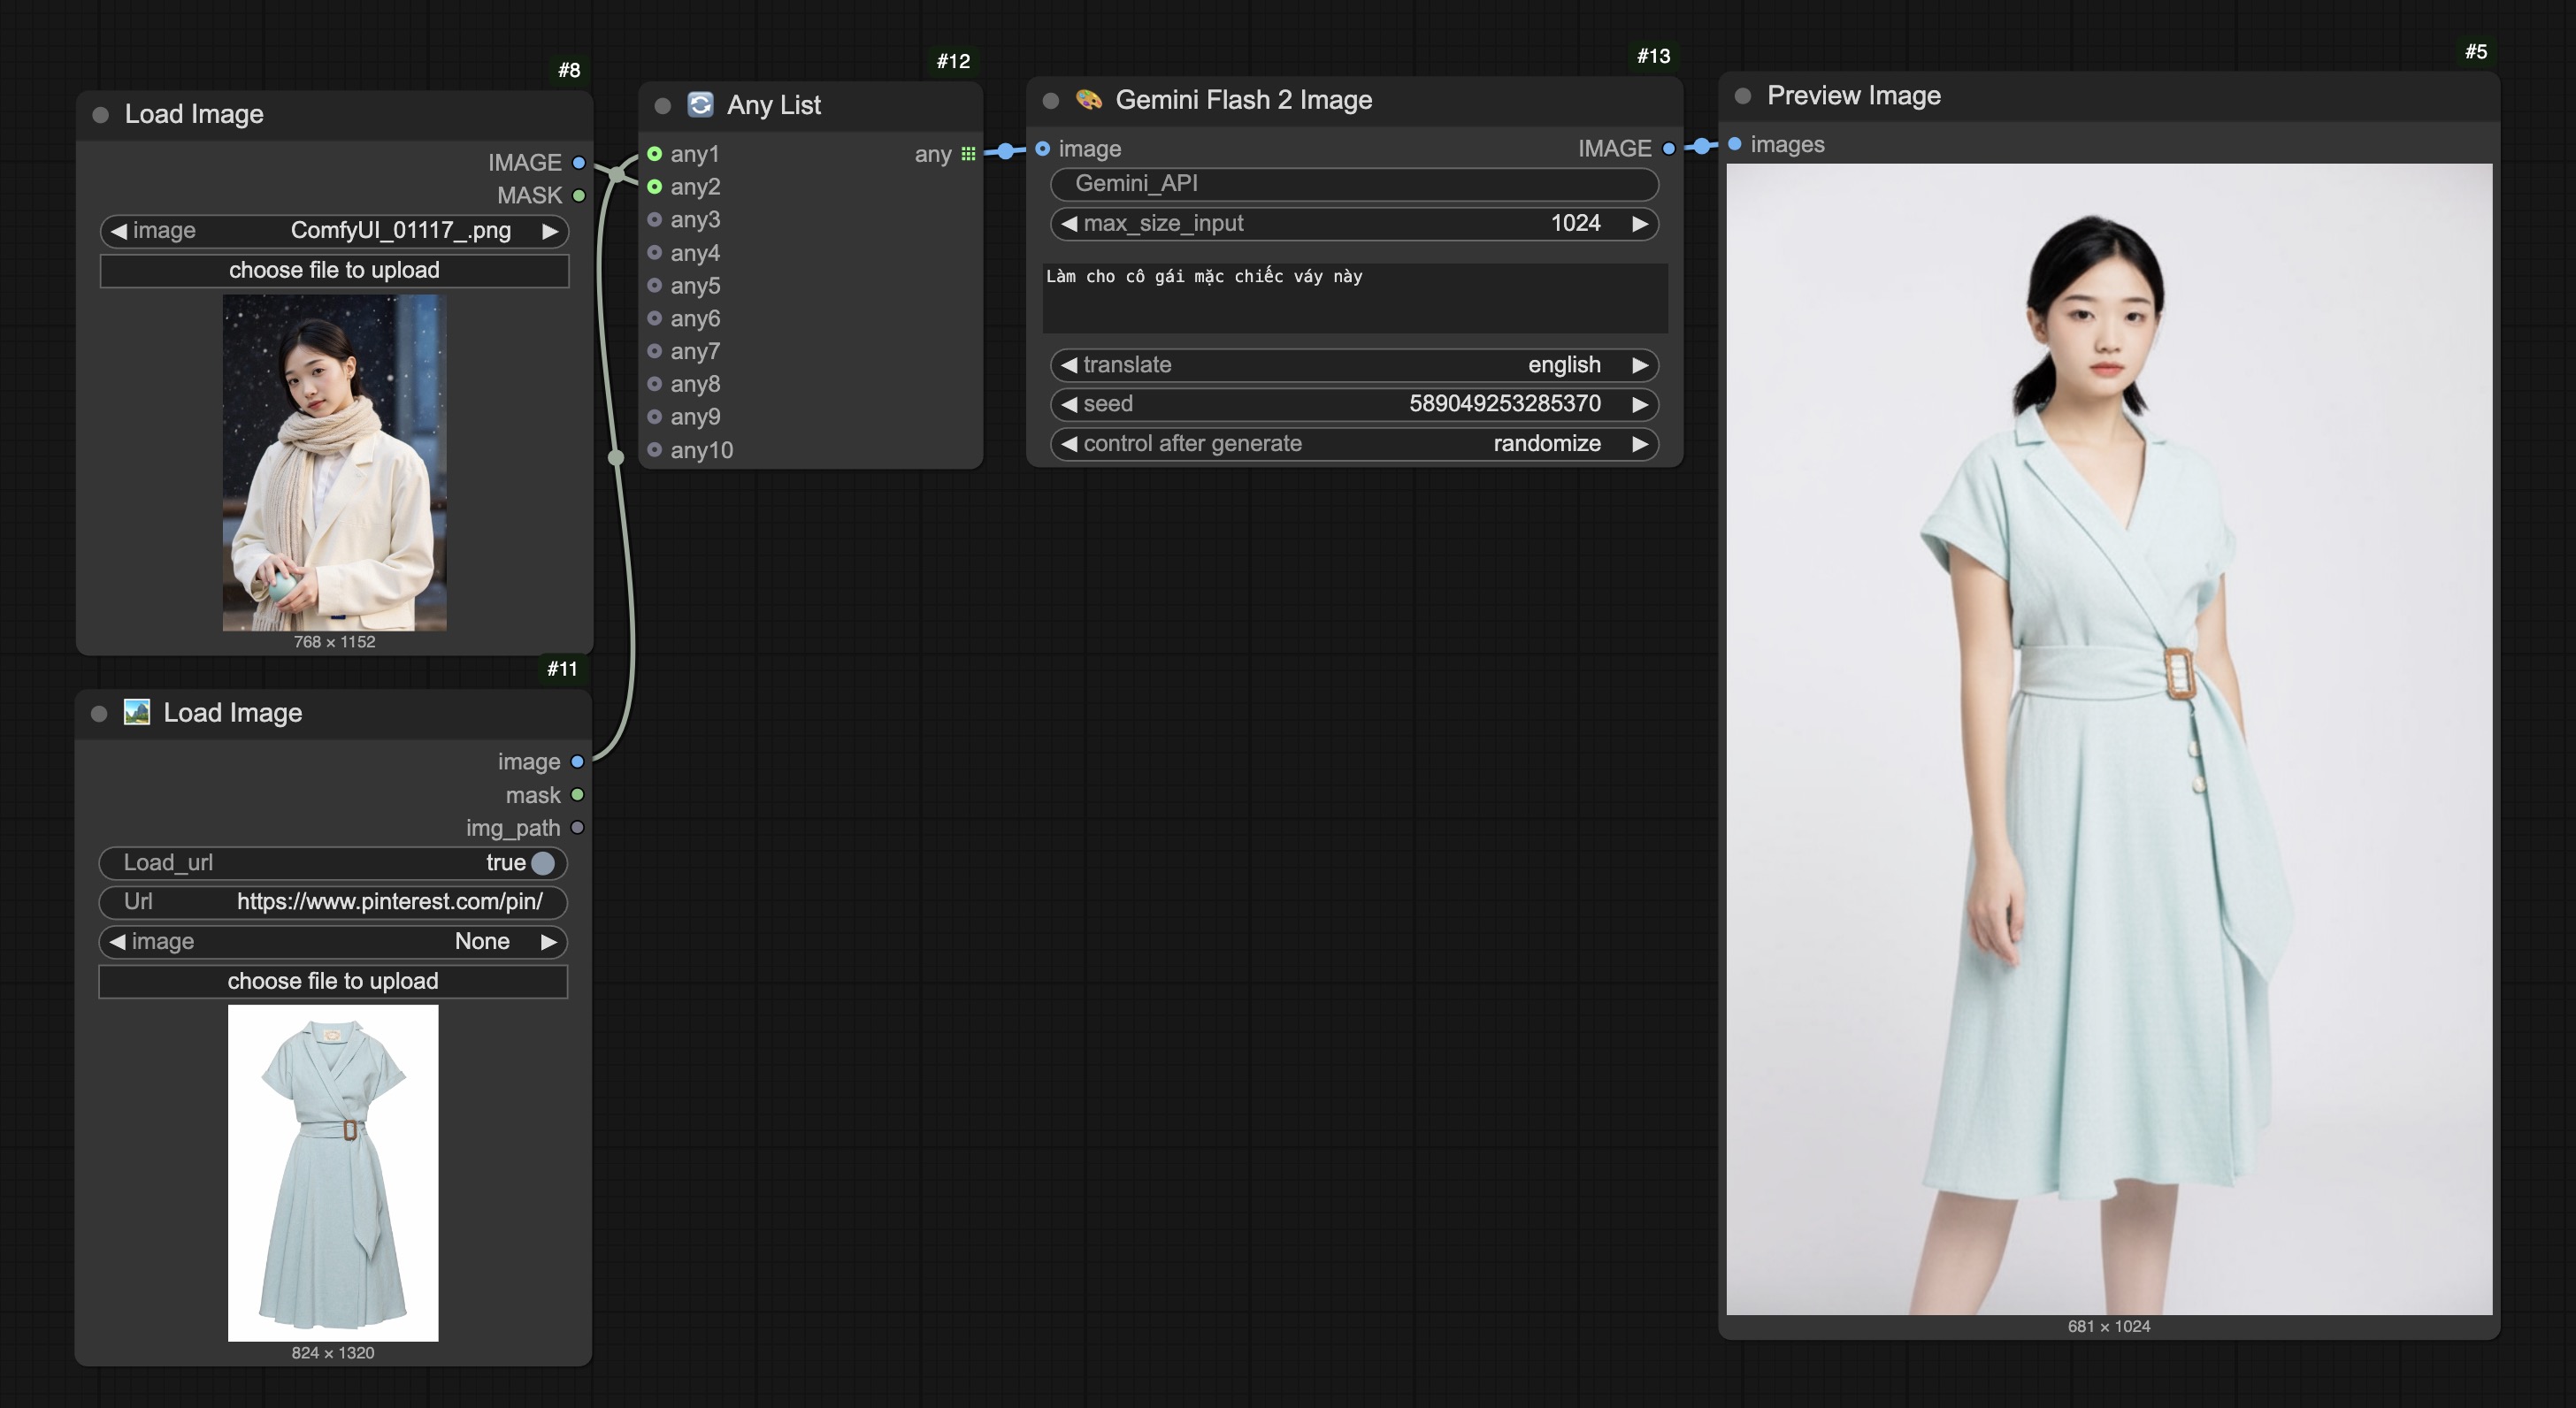 #8
Load Image
IMAGE
MASK
image ComfyUI_01117_.png
choose file to upload
768 × 1152
#11
Load Image
image
mask
img_path
Load_url true
Url https://www.pinterest.com/pin/
image None
choose file to upload
824 × 1320
#12
Any List
any1 any
any2
any3
any4
any5
any6
any7
any8
any9
any10
#13
Gemini Flash 2 Image
image IMAGE
Gemini_API
max_size_input 1024
Làm cho cô gái mặc chiếc váy này
translate english
seed 589049253285370
control after generate randomize
#5
Preview Image
images
681 × 1024